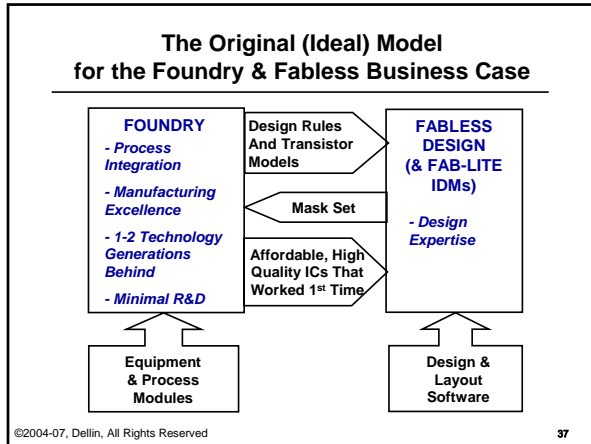 The Original (Ideal) Model
for the Foundry & Fabless Business Case
FOUNDRY
- Process
Integration
- Manufacturing
Excellence
- 1-2 Technology
Generations
Behind
- Minimal R&D
Design Rules
And Transistor
Models
Mask Set
Affordable, High
Quality ICs That
Worked 1st Time
FABLESS
DESIGN
(& FAB-LITE
IDMs)
- Design
Expertise
Equipment
& Process
Modules
Design &
Layout
Software
©2004-07, Dellin, All Rights Reserved
37